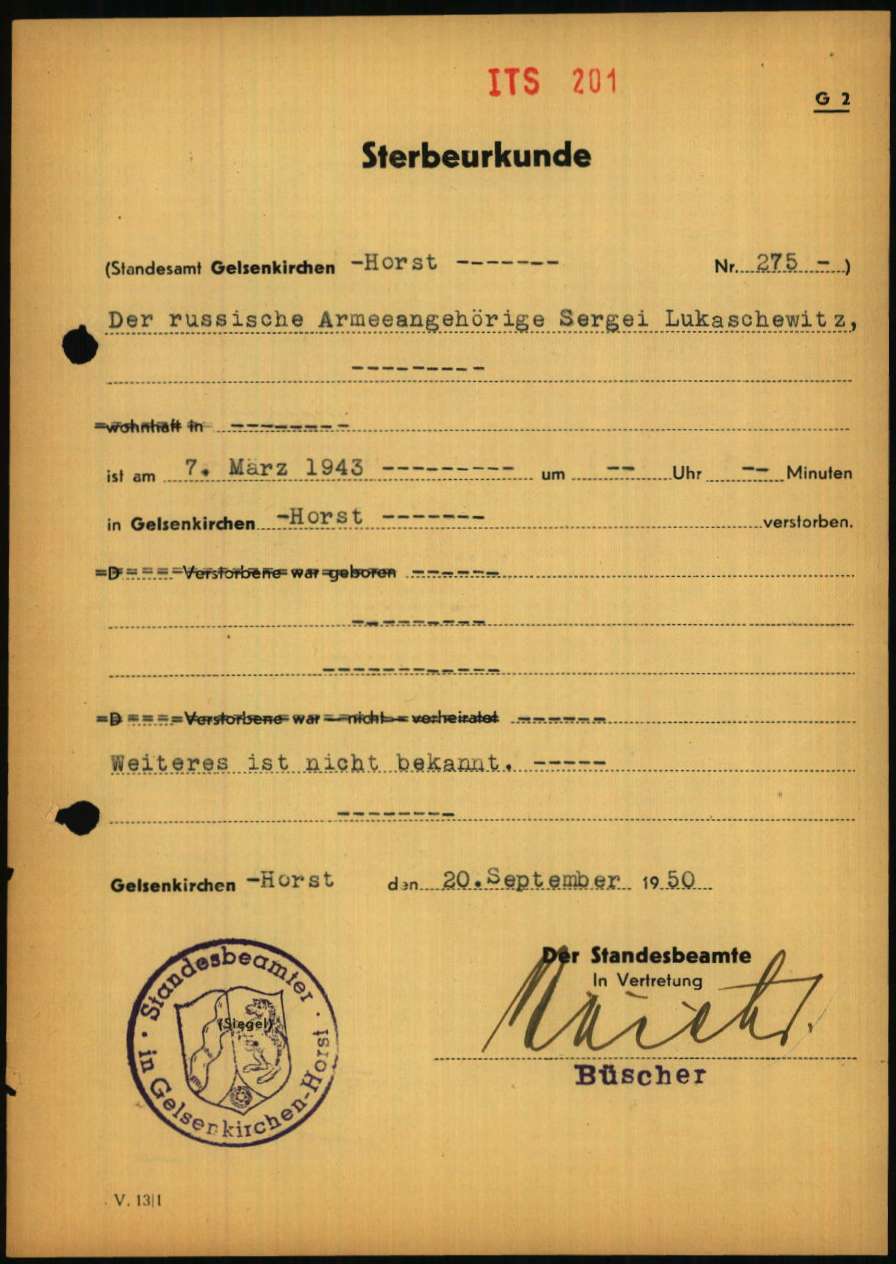 ITS 201
G 2
Sterbeurkunde
(Standesamt Gelsenkirchen -Horst ------- Nr. 275 - )
Der russische Armeeangehörige Sergei Lukaschewitz,
---------
wohnhaft in --------
ist am 7. März 1943 --------- um -- Uhr -- Minuten
in Gelsenkirchen -Horst ------- verstorben.
D Verstorbene war geboren ------
---------
------------
D Verstorbene war nicht verheiratet ------
Weiteres ist nicht bekannt. -----
--------
Gelsenkirchen -Horst den 20. September 1950
Der Standesbeamte
In Vertretung
Büscher
· Standesbeamter ·
in Gelsenkirchen-Horst
(Siegel)
V. 13|1